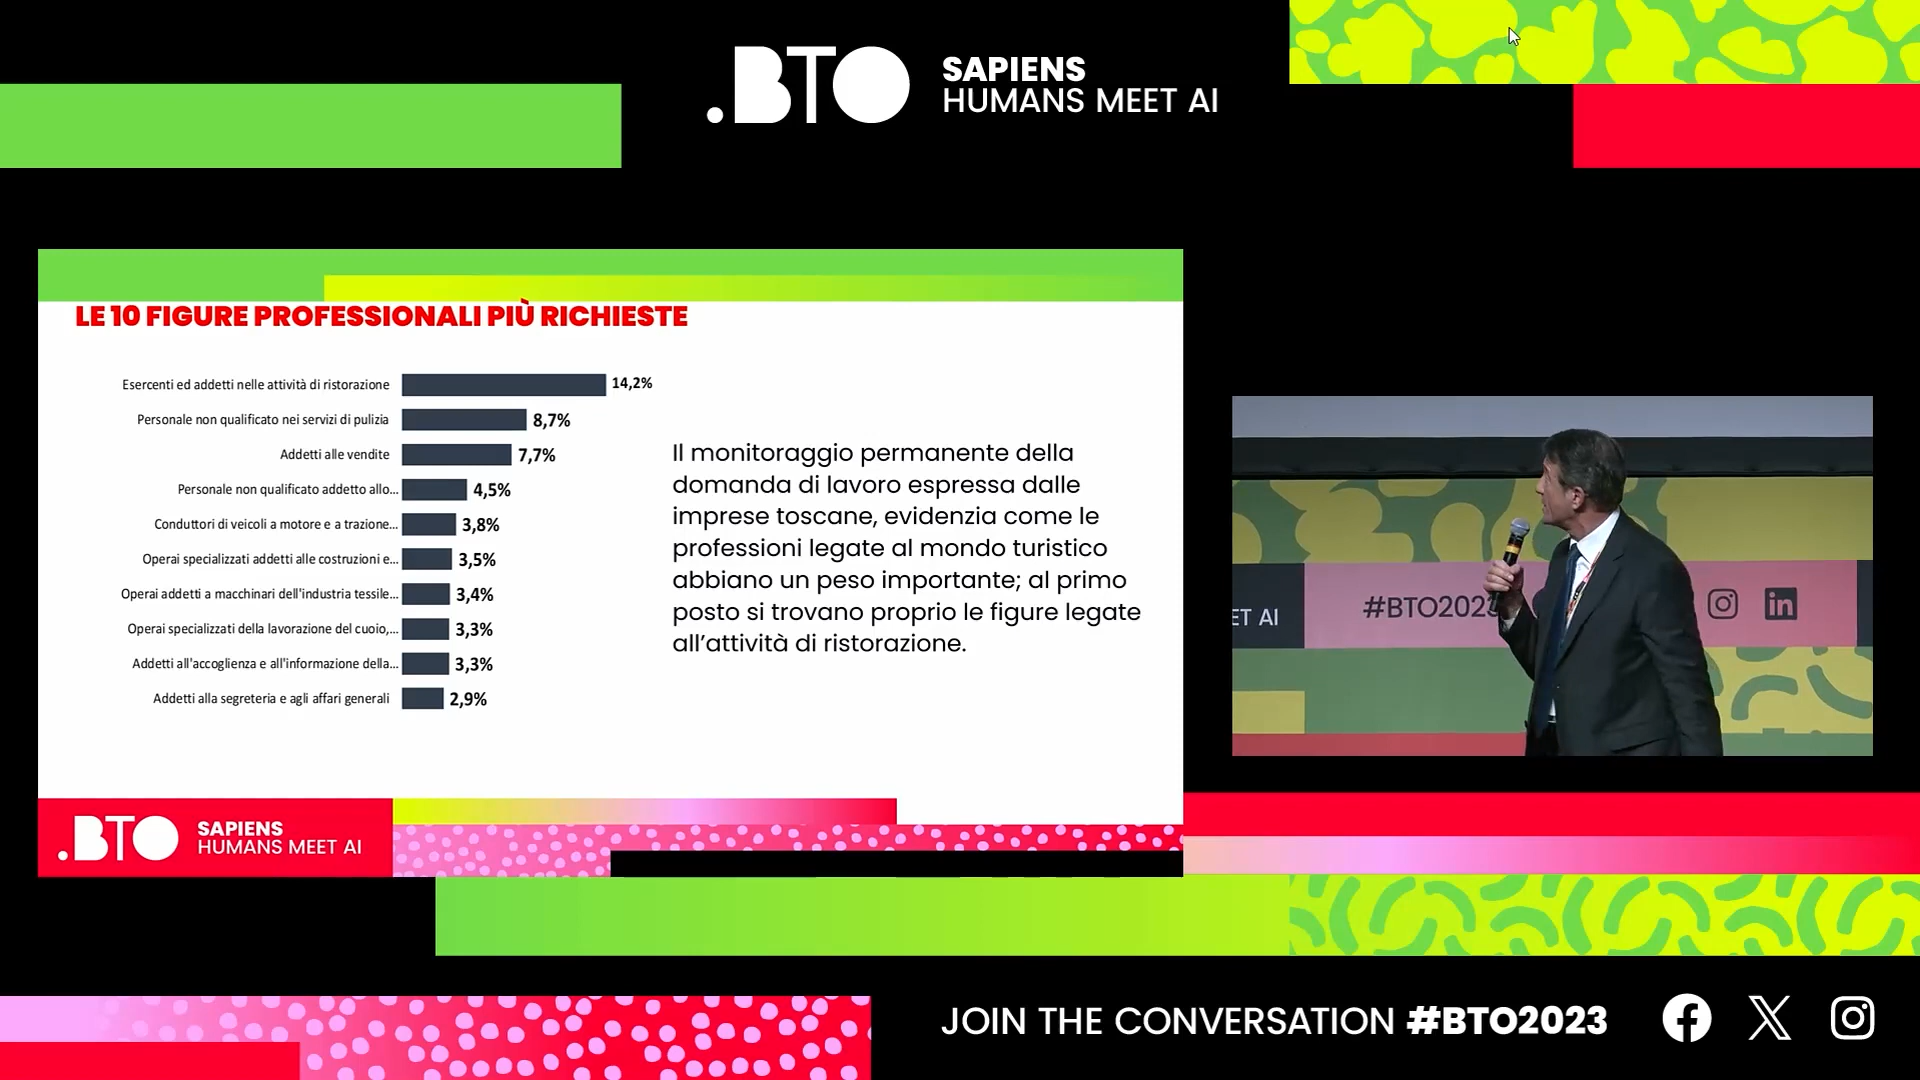 .BTO
SAPIENS
HUMANS MEET AI
LE 10 FIGURE PROFESSIONALI PIÙ RICHIESTE
Esercenti ed addetti nelle attività di ristorazione 14,2%
Personale non qualificato nei servizi di pulizia 8,7%
Addetti alle vendite 7,7%
Personale non qualificato addetto allo... 4,5%
Conduttori di veicoli a motore e a trazione... 3,8%
Operai specializzati addetti alle costruzioni e... 3,5%
Operai addetti a macchinari dell'industria tessile... 3,4%
Operai specializzati della lavorazione del cuoio,... 3,3%
Addetti all'accoglienza e all'informazione della... 3,3%
Addetti alla segreteria e agli affari generali 2,9%
Il monitoraggio permanente della
domanda di lavoro espressa dalle
imprese toscane, evidenzia come le
professioni legate al mondo turistico
abbiano un peso importante; al primo
posto si trovano proprio le figure legate
all’attività di ristorazione.
ET AI
#BTO2023
in
.BTO
SAPIENS
HUMANS MEET AI
JOIN THE CONVERSATION #BTO2023